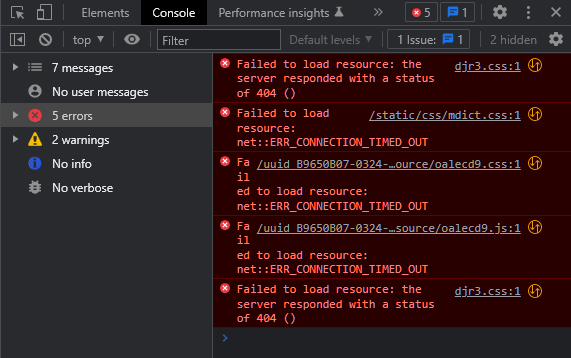 Elements Console Performance insights » 5 1
top Filter Default levels 1 Issue: 1 2 hidden
7 messages
No user messages
5 errors
2 warnings
No info
No verbose
Failed to load resource: the djr3.css:1
server responded with a status
of 404 ()
Failed to load /static/css/mdict.css:1
resource:
net::ERR_CONNECTION_TIMED_OUT
Fa /uuid B9650B07-0324-…ource/oalecd9.css:1
il
ed to load resource:
net::ERR_CONNECTION_TIMED_OUT
Fa /uuid B9650B07-0324-…source/oalecd9.js:1
il
ed to load resource:
net::ERR_CONNECTION_TIMED_OUT
Failed to load resource: the djr3.css:1
server responded with a status
of 404 ()